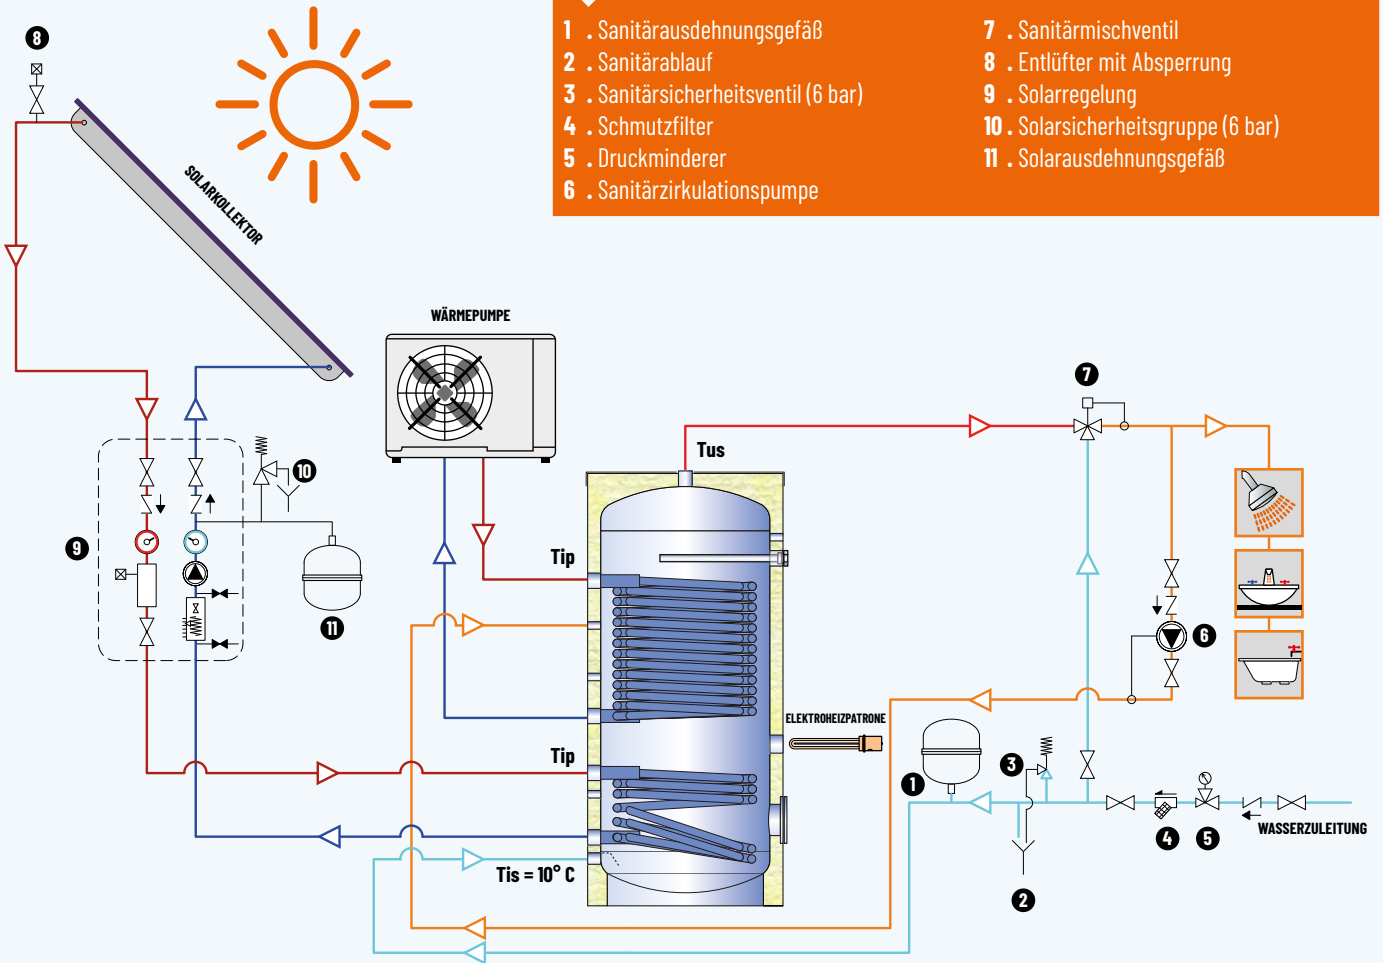 1 . Sanitärausdehnungsgefäß
2 . Sanitärablauf
3 . Sanitärsicherheitsventil (6 bar)
4 . Schmutzfilter
5 . Druckminderer
6 . Sanitärzirkulationspumpe
7 . Sanitärmischventil
8 . Entlüfter mit Absperrung
9 . Solarregelung
10 . Solarsicherheitsgruppe (6 bar)
11 . Solarausdehnungsgefäß
8
SOLARKOLLEKTOR
WÄRMEPUMPE
7
Tus
10
9
Tip
11
6
ELEKTROHEIZPATRONE
Tip
3
1
4
5
WASSERZULEITUNG
Tis = 10° C
2